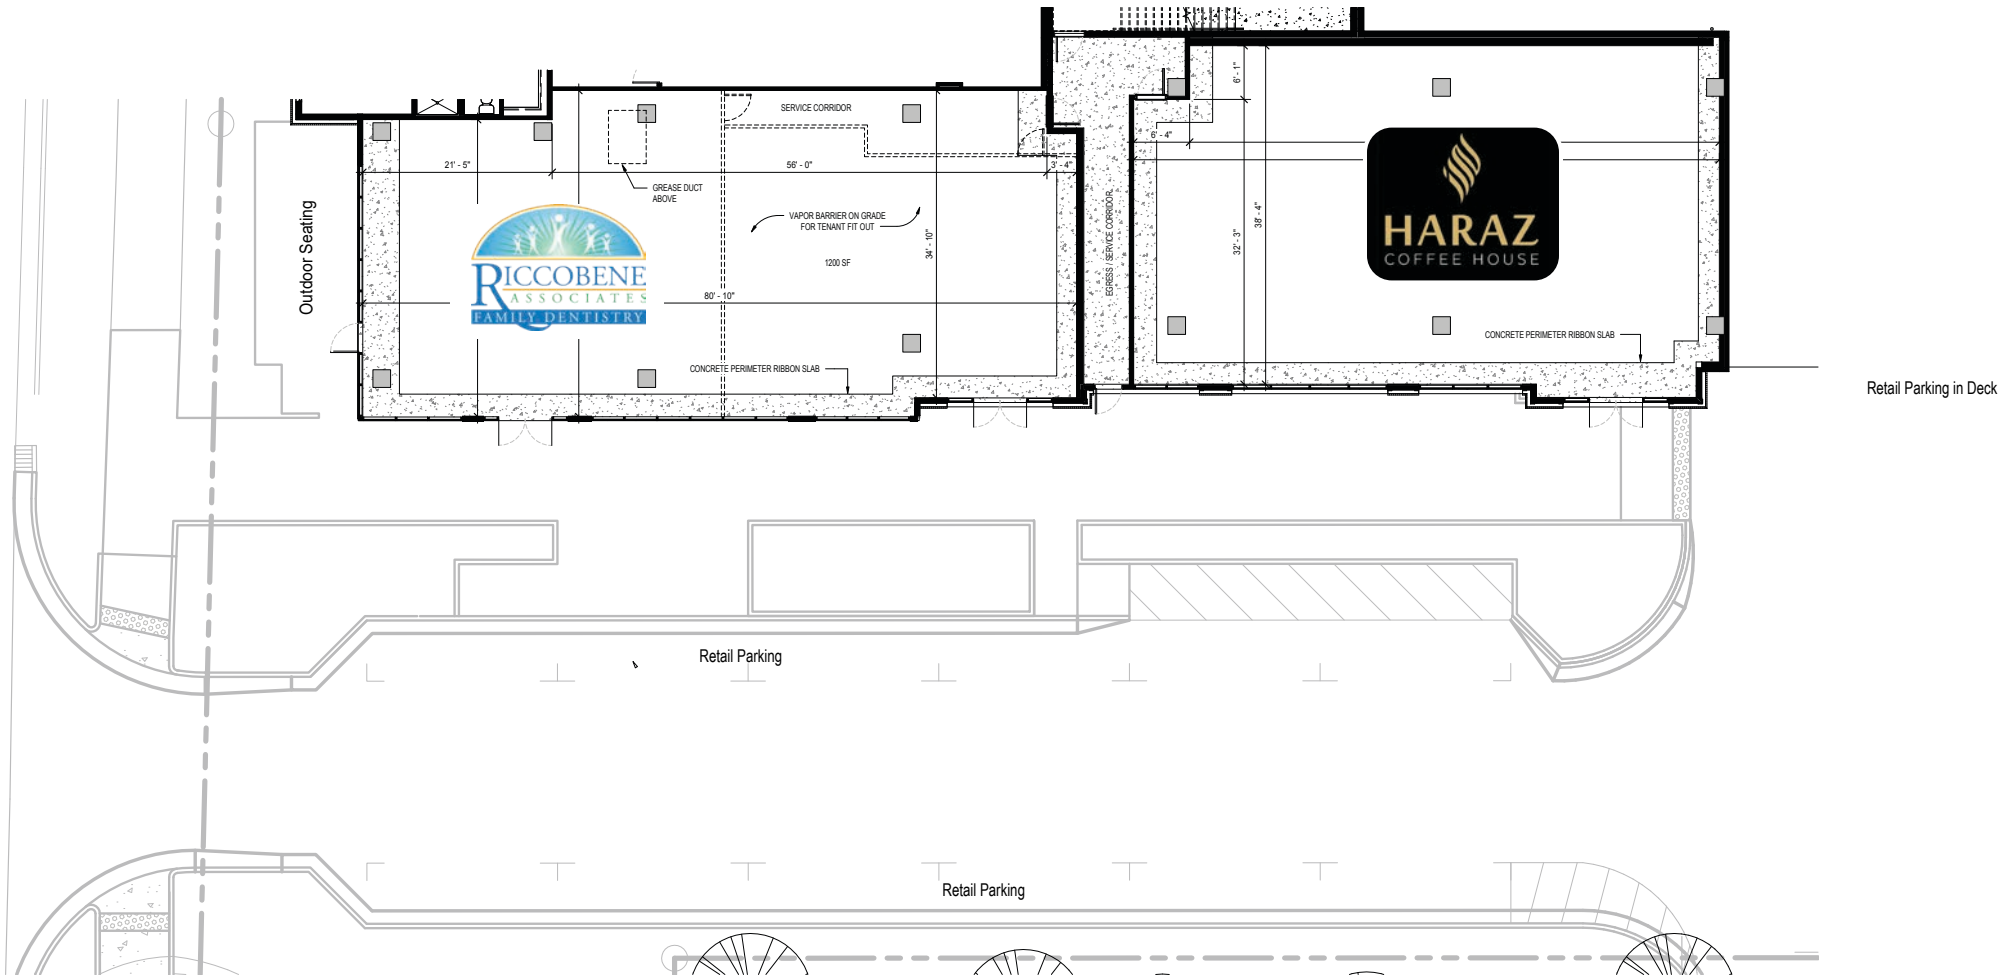 SERVICE CORRIDOR
6' - 1"
6' - 4"
21' - 5"
56' - 0"
3' - 4"
GREASE DUCT
ABOVE
VAPOR BARRIER ON GRADE
FOR TENANT FIT OUT
34' - 10"
1200 SF
80' - 10"
Outdoor Seating
RICCOBENE
ASSOCIATES
FAMILY DENTISTRY
EGRESS / SERVICE CORRIDOR
32' - 3"
38' - 4"
HARAZ
COFFEE HOUSE
CONCRETE PERIMETER RIBBON SLAB
CONCRETE PERIMETER RIBBON SLAB
Retail Parking in Deck
Retail Parking
Retail Parking